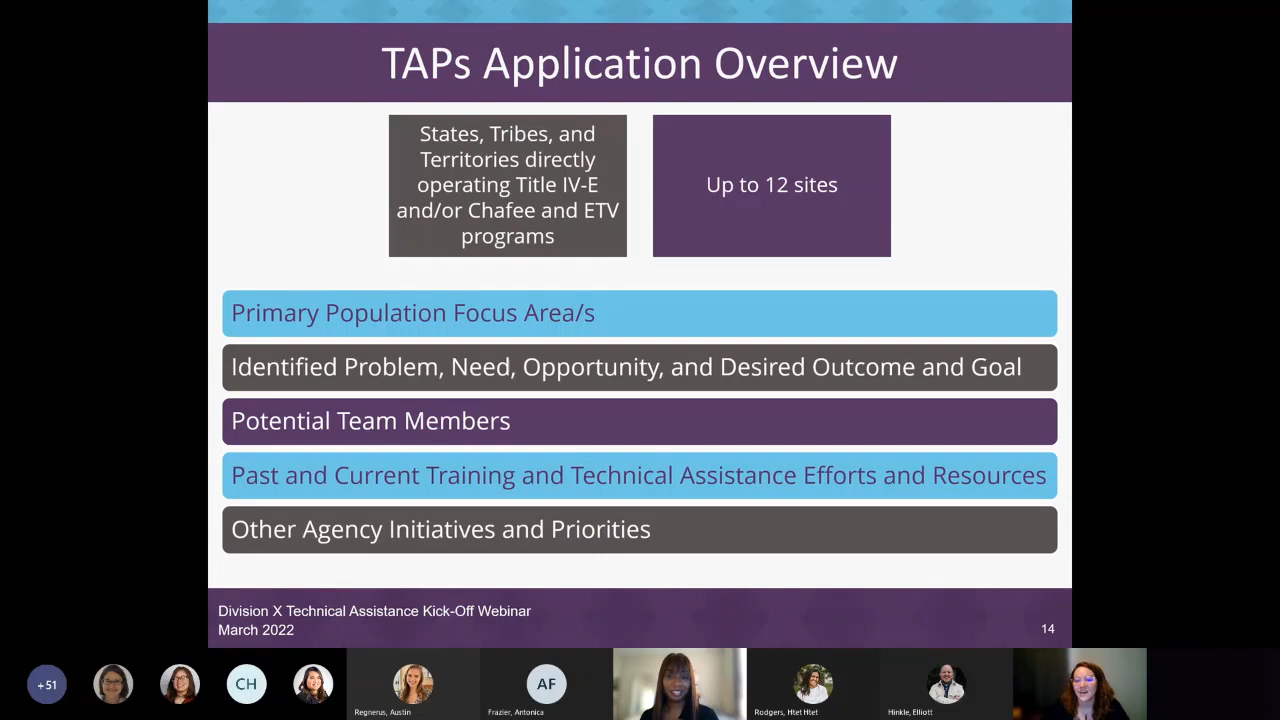 TAPs Application Overview
States, Tribes, and
Territories directly
operating Title IV-E
and/or Chafee and ETV
programs
Up to 12 sites
Primary Population Focus Area/s
Identified Problem, Need, Opportunity, and Desired Outcome and Goal
Potential Team Members
Past and Current Training and Technical Assistance Efforts and Resources
Other Agency Initiatives and Priorities
Division X Technical Assistance Kick-Off Webinar
March 2022
14
+51
CH
AF
Regnerus, Austin
Frazier, Antonica
Rodgers, Htet Htet
Hinkle, Elliott